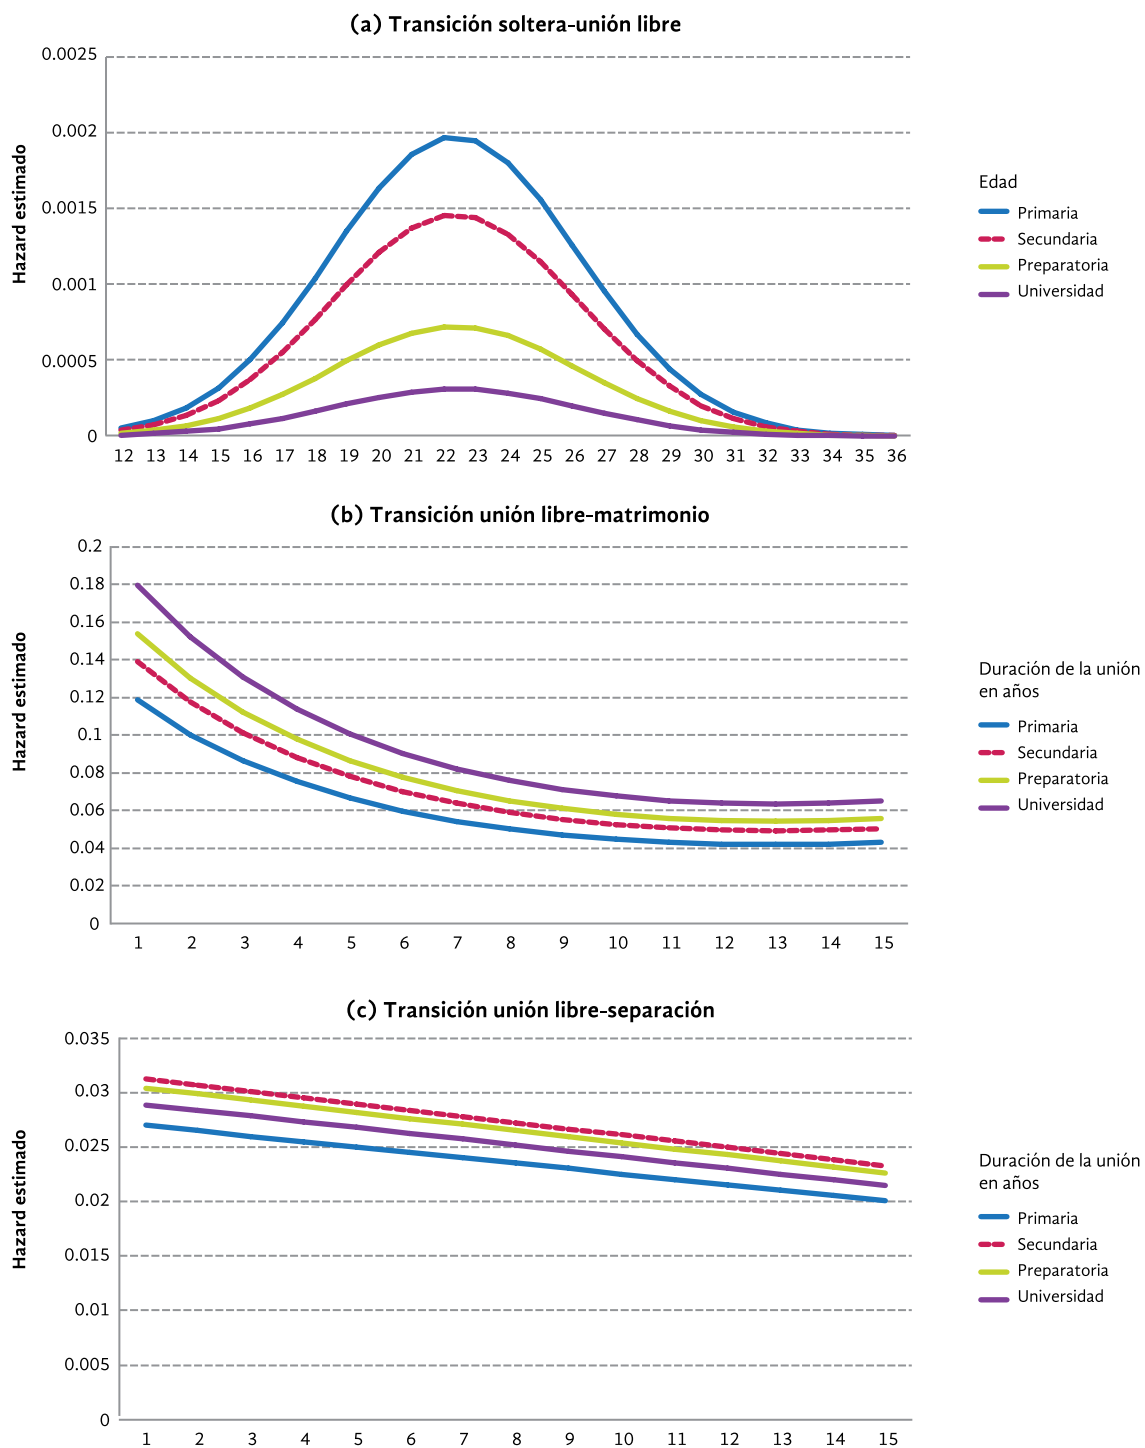 (a) Transición soltera-unión libre
Hazard estimado
0.0025
0.002
0.0015
0.001
0.0005
0
12 13 14 15 16 17 18 19 20 21 22 23 24 25 26 27 28 29 30 31 32 33 34 35 36
Edad
Primaria
Secundaria
Preparatoria
Universidad
(b) Transición unión libre-matrimonio
Hazard estimado
0.2
0.18
0.16
0.14
0.12
0.1
0.08
0.06
0.04
0.02
0
1 2 3 4 5 6 7 8 9 10 11 12 13 14 15
Duración de la unión
en años
Primaria
Secundaria
Preparatoria
Universidad
(c) Transición unión libre-separación
Hazard estimado
0.035
0.03
0.025
0.02
0.015
0.01
0.005
0
1 2 3 4 5 6 7 8 9 10 11 12 13 14 15
Duración de la unión
en años
Primaria
Secundaria
Preparatoria
Universidad